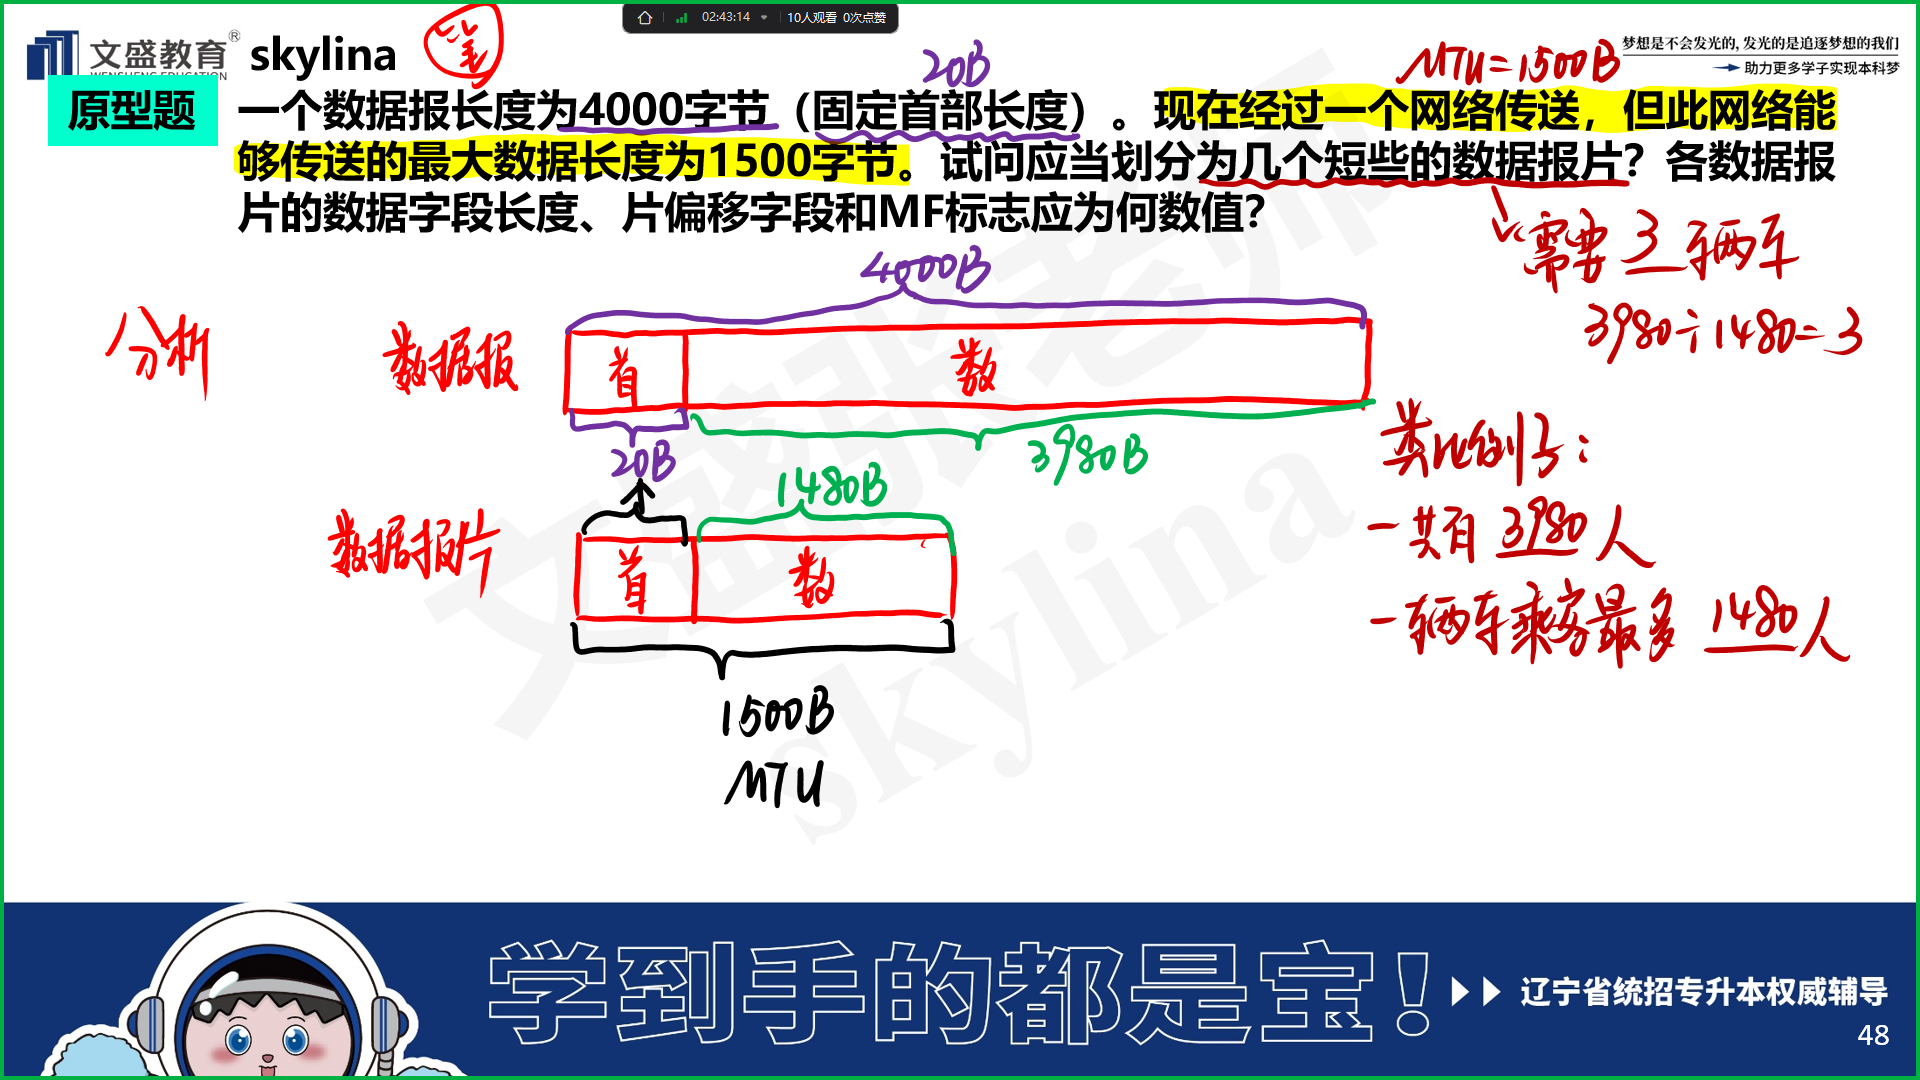 02:43:14 10人观看 0次点赞
文盛教育® skylina 笔
WENSHENG EDUCATION
20B
MTU=1500B
梦想是不会发光的, 发光的是追逐梦想的我们
助力更多学子实现本科梦
原型题
一个数据报长度为4000字节（固定首部长度）。现在经过一个网络传送，但此网络能
够传送的最大数据长度为1500字节。试问应当划分为几个短些的数据报片？各数据报
片的数据字段长度、片偏移字段和MF标志应为何数值？
需要 3 辆车
4000B
3980÷1480=3
分析
数据报
首 数
20B
3980B
类比例子：
1480B
一共有 3980人
数据报片
首 数
一辆车乘客最多 1480人
1500B
MTU
文盛张老师
skylina
学到手的都是宝！
辽宁省统招专升本权威辅导
48